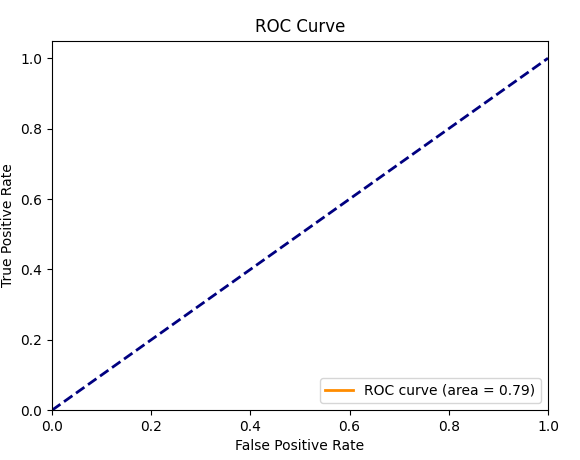 ROC Curve
True Positive Rate
1.0
0.8
0.6
0.4
0.2
0.0
ROC curve (area = 0.79)
0.0 0.2 0.4 0.6 0.8 1.0
False Positive Rate